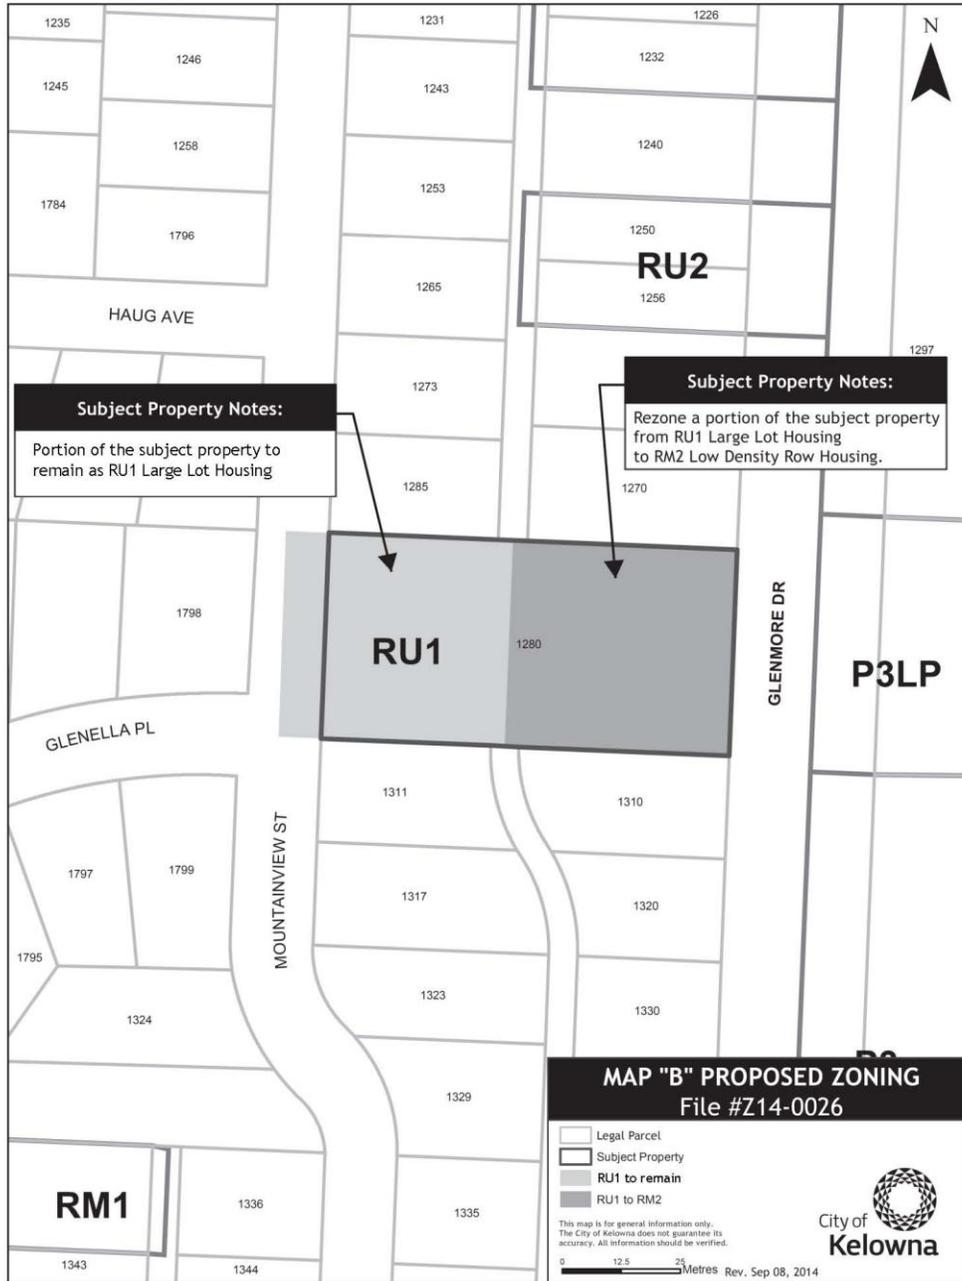 1235
1231
1226
N
1246
1232
1245
1243
1258
1240
1253
1784
1796
1250
RU2
1265
1256
HAUG AVE
1297
1273
Subject Property Notes:
Rezone a portion of the subject property
from RU1 Large Lot Housing
to RM2 Low Density Row Housing.
Subject Property Notes:
Portion of the subject property to
remain as RU1 Large Lot Housing
1285
1270
1798
RU1
1280
GLENMORE DR
P3LP
GLENELLA PL
1311
1310
MOUNTAINVIEW ST
1797
1799
1317
1320
1795
1323
1330
1324
MAP "B" PROPOSED ZONING
File #Z14-0026
1329
Legal Parcel
Subject Property
RU1 to remain
RU1 to RM2
RM1
1336
1335
This map is for general information only.
The City of Kelowna does not guarantee its
accuracy. All information should be verified.
City of
Kelowna
1343
1344
0 12.5 25
Metres
Rev. Sep 08, 2014